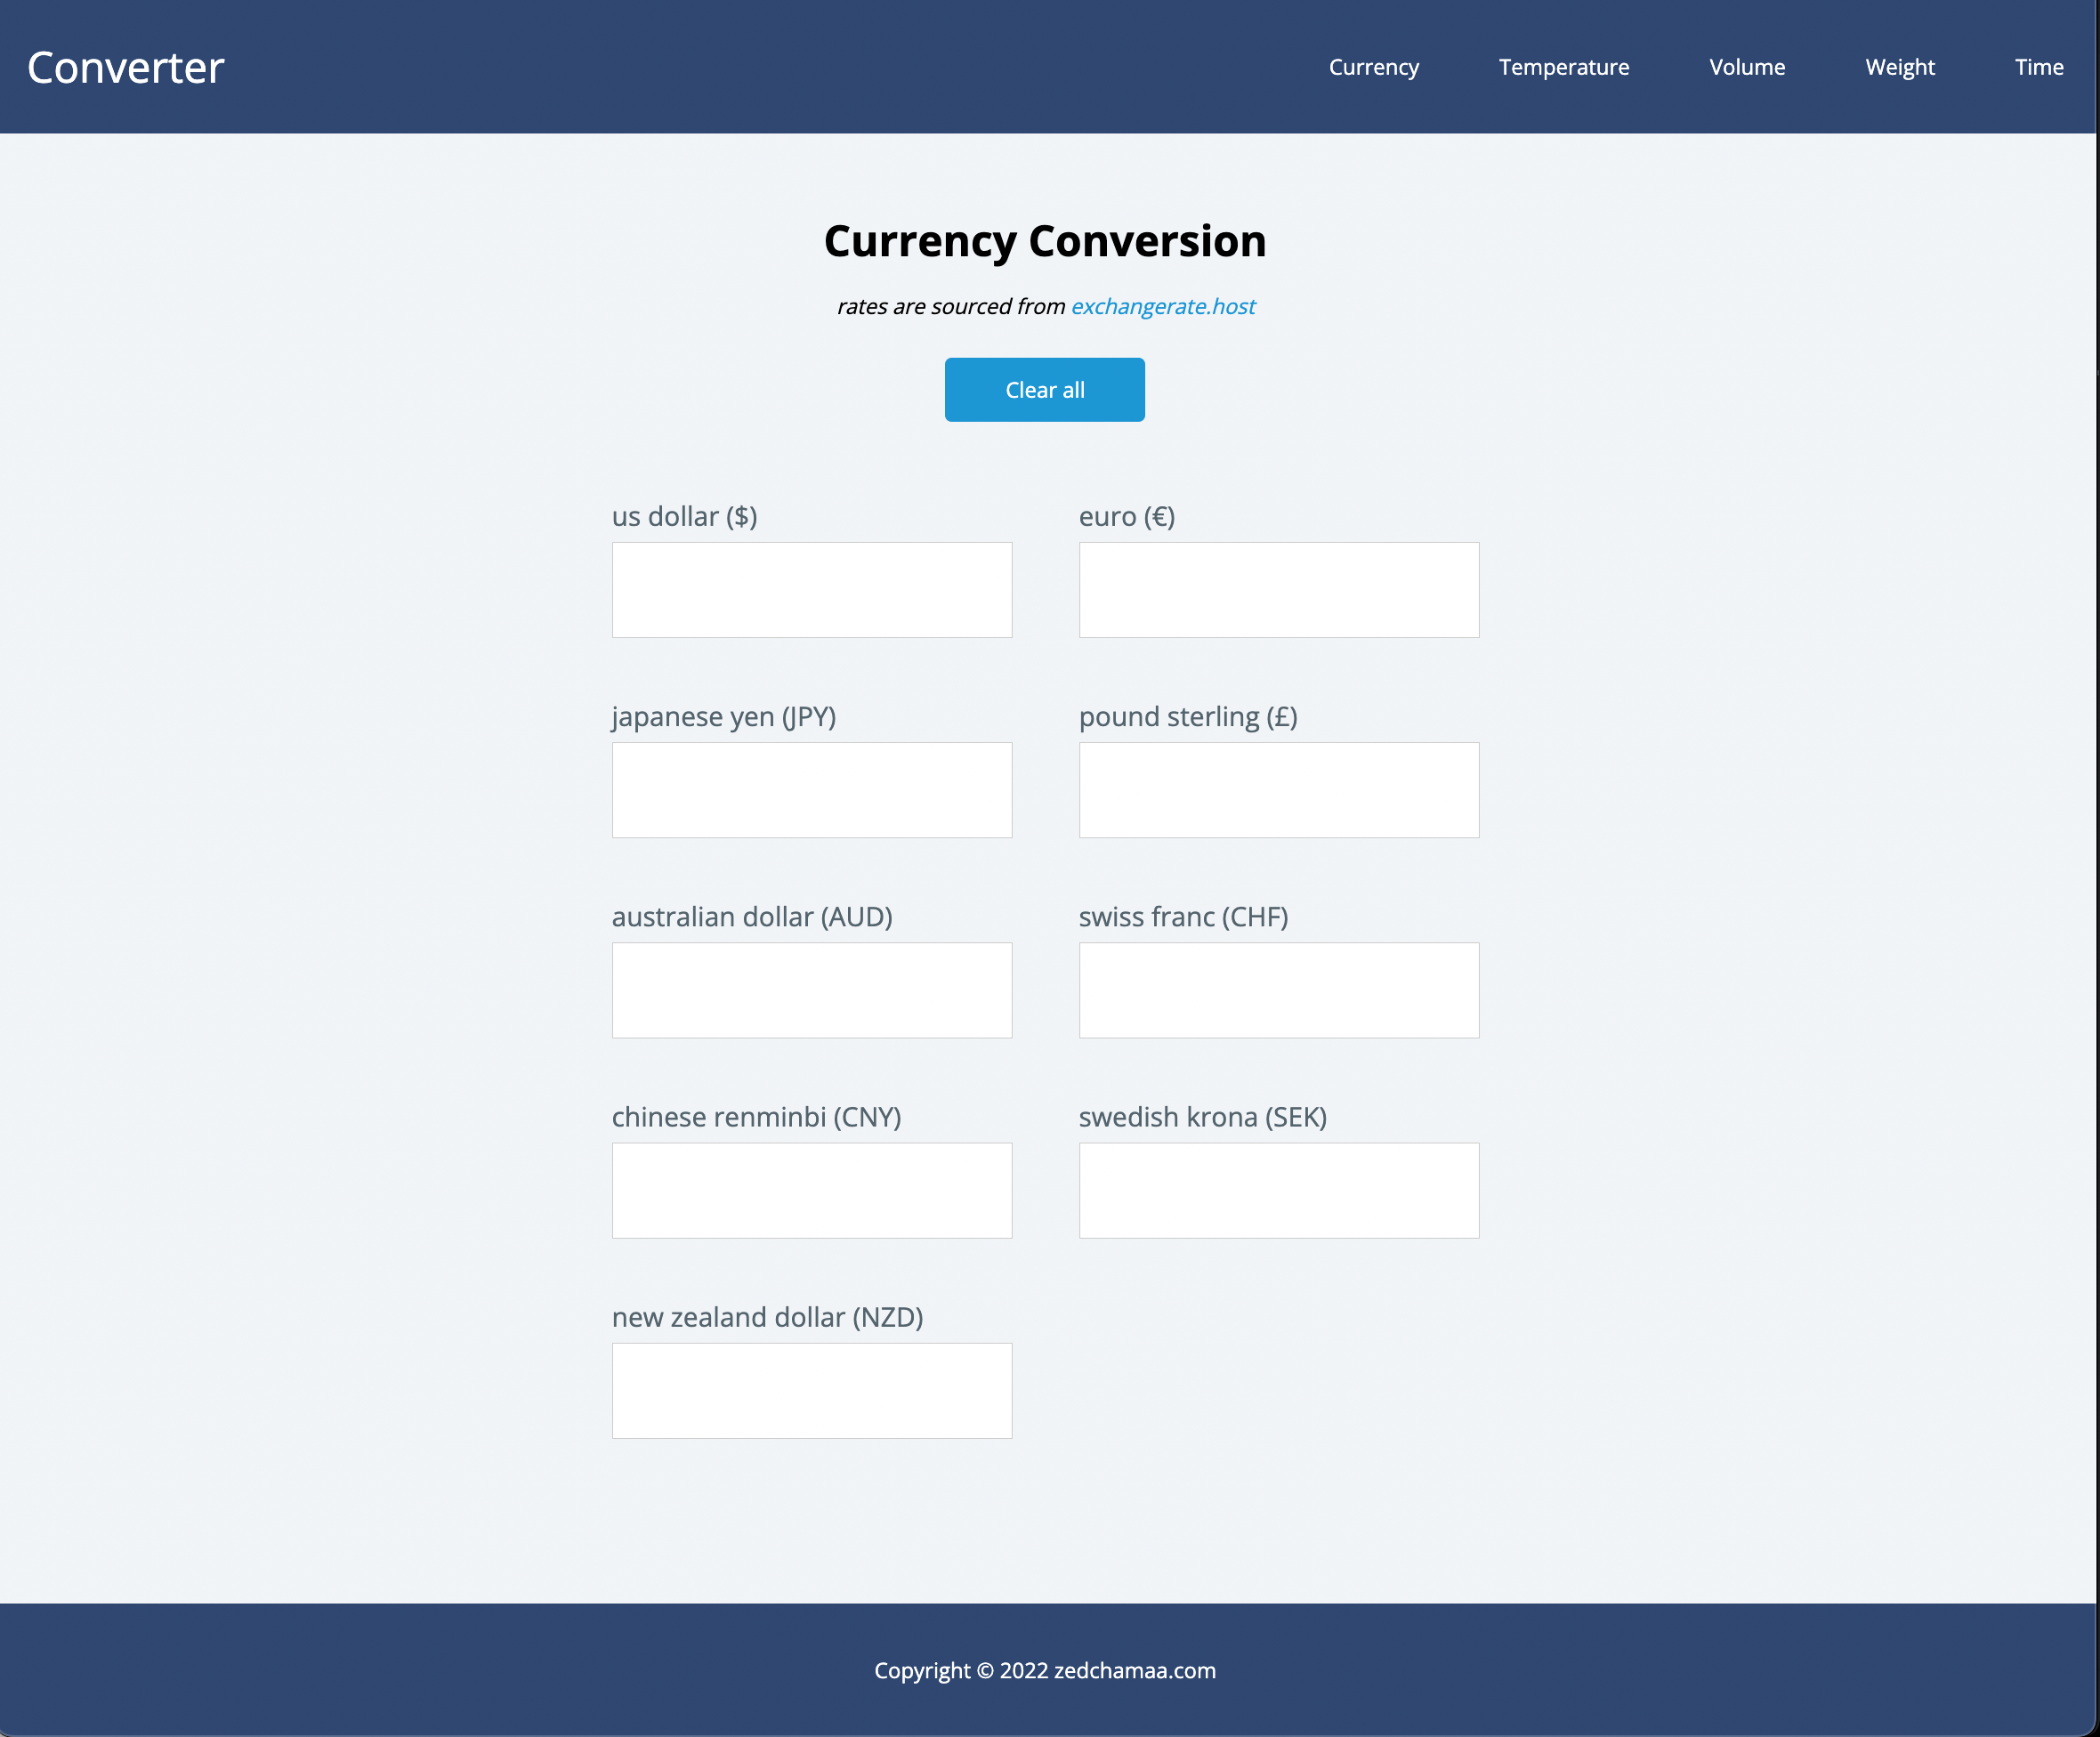 Converter
Currency Temperature Volume Weight Time
Currency Conversion
rates are sourced from exchangerate.host
Clear all
us dollar ($)
euro (€)
japanese yen (JPY)
pound sterling (£)
australian dollar (AUD)
swiss franc (CHF)
chinese renminbi (CNY)
swedish krona (SEK)
new zealand dollar (NZD)
Copyright © 2022 zedchamaa.com